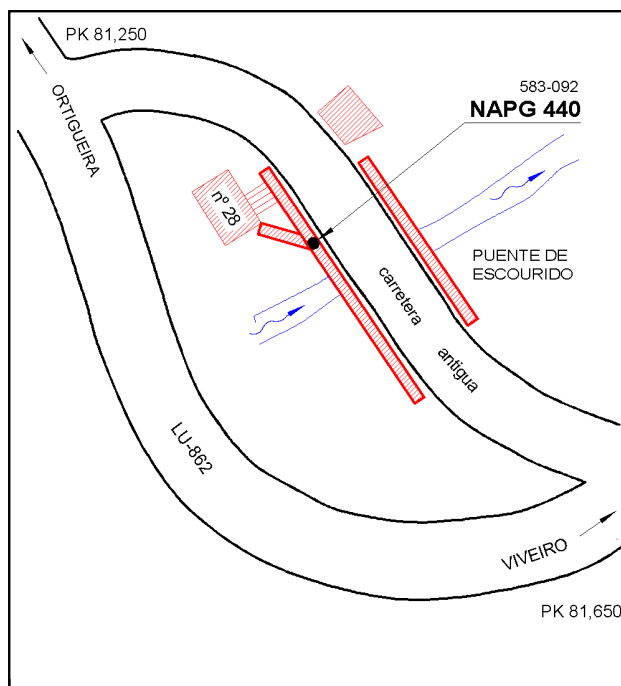 PK 81,250
ORTIGUEIRA
583-092
NAPG 440
nº 28
PUENTE DE
ESCOURIDO
carretera
antigua
LU-862
VIVEIRO
PK 81,650